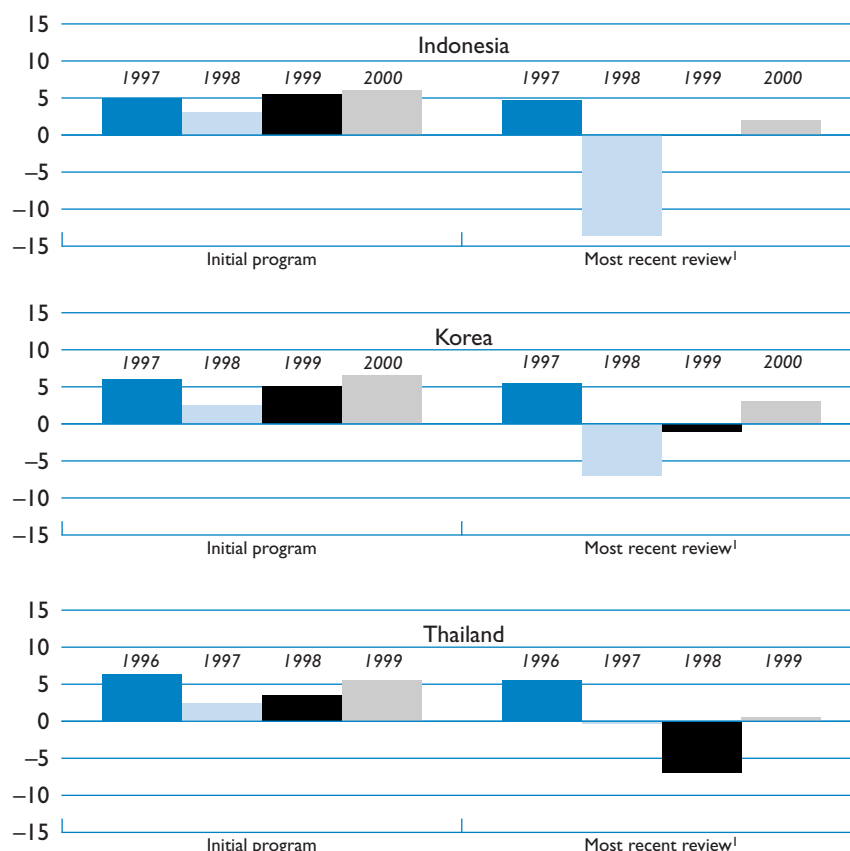 15
Indonesia
10
1997 1998 1999 2000 1997 1998 1999 2000
5
0
–5
–10
–15
Initial program Most recent review¹
15
Korea
10
1997 1998 1999 2000 1997 1998 1999 2000
5
0
–5
–10
–15
Initial program Most recent review¹
15
10
Thailand
1996 1997 1998 1999 1996 1997 1998 1999
5
0
–5
–10
–15
Initial program Most recent review¹